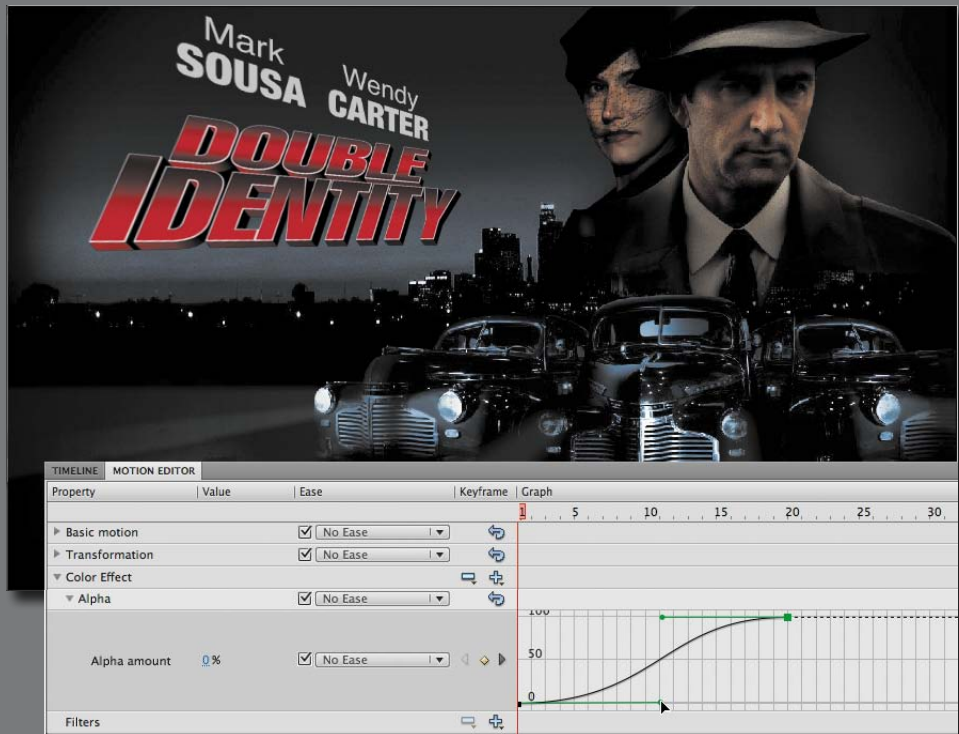 Mark
SOUSA
Wendy
CARTER
DOUBLE
IDENTITY
TIMELINE MOTION EDITOR
Property Value Ease Keyframe Graph
1 5 10 15 20 25 30
Basic motion No Ease
Transformation No Ease
Color Effect
Alpha No Ease
100
50
Alpha amount 0 % No Ease
0
Filters